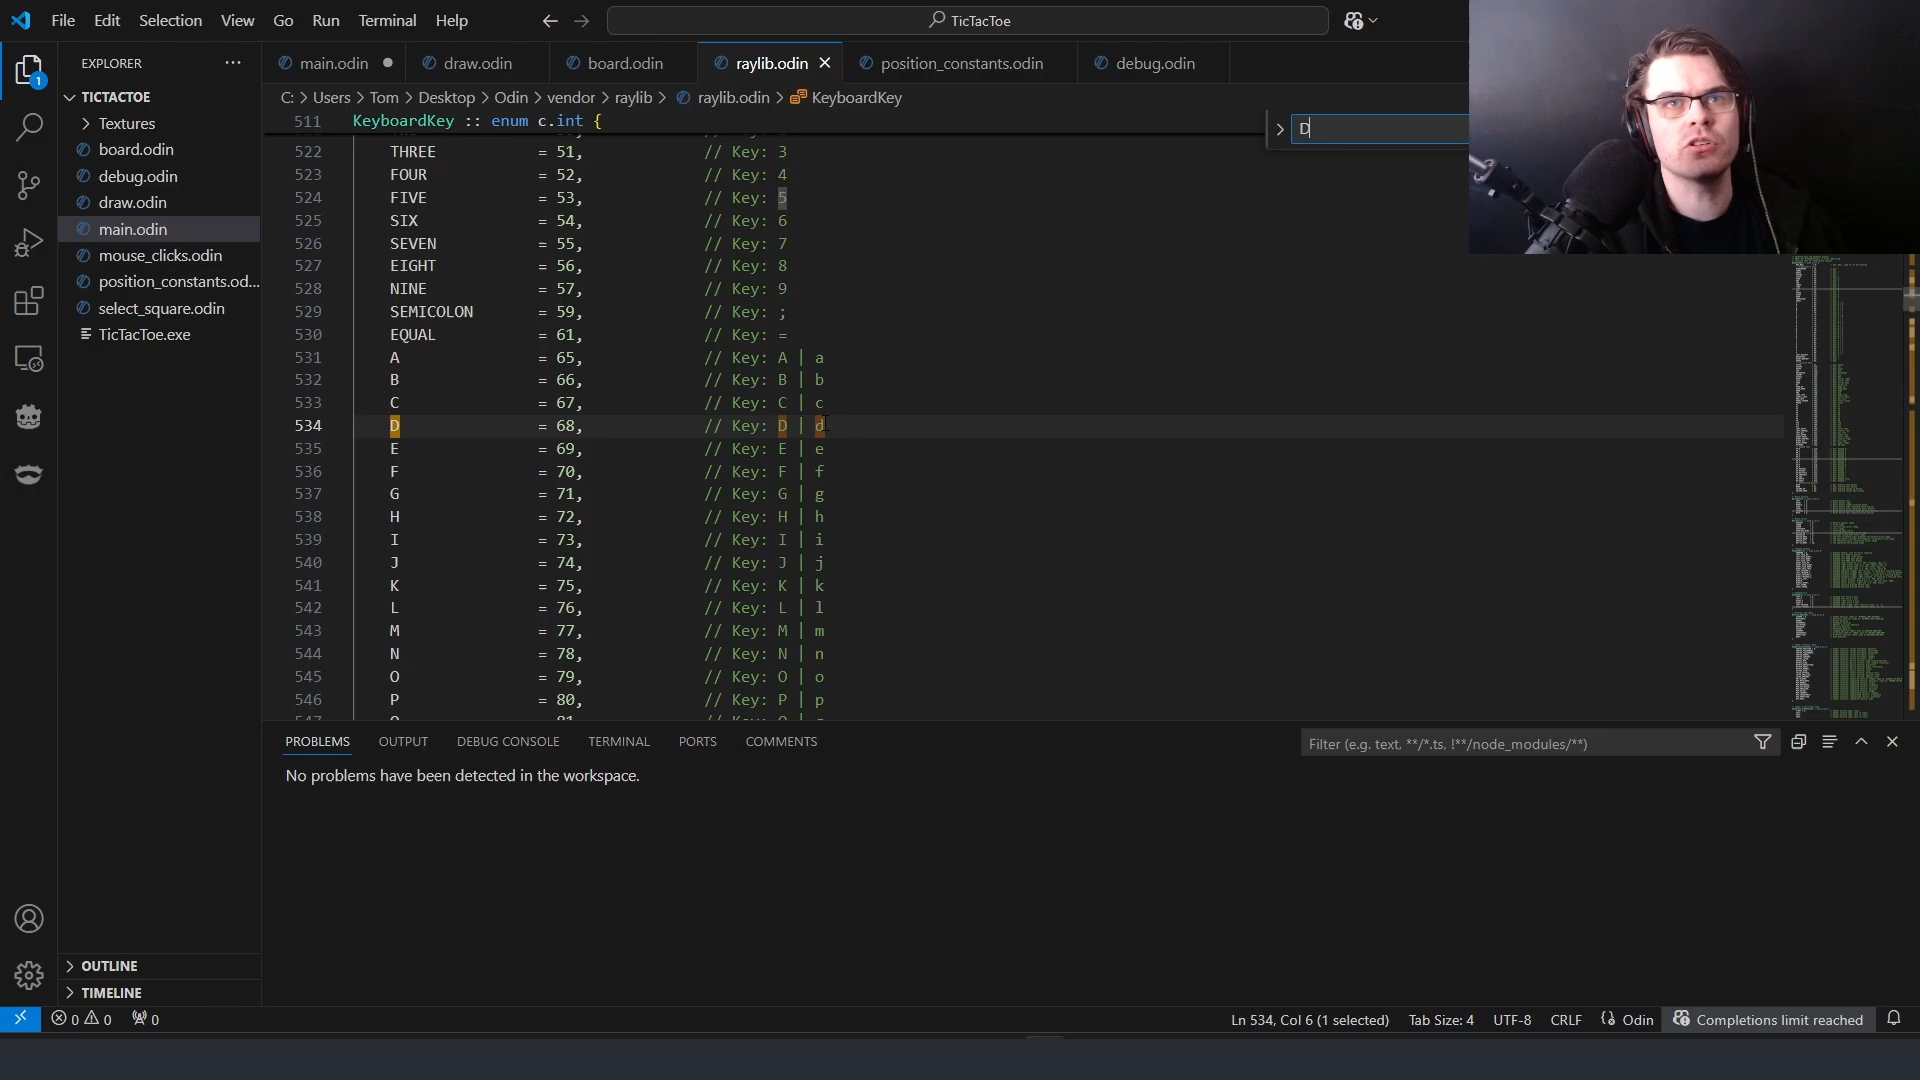 File Edit Selection View Go Run Terminal Help
TicTacToe
EXPLORER
main.odin
draw.odin
board.odin
raylib.odin
position_constants.odin
debug.odin
1
TICTACTOE
Textures
board.odin
debug.odin
draw.odin
main.odin
mouse_clicks.odin
position_constants.od...
select_square.odin
TicTacToe.exe
C: > Users > Tom > Desktop > Odin > vendor > raylib > raylib.odin > KeyboardKey
511 KeyboardKey :: enum c.int {
D
522 THREE = 51, // Key: 3
523 FOUR = 52, // Key: 4
524 FIVE = 53, // Key: 5
525 SIX = 54, // Key: 6
526 SEVEN = 55, // Key: 7
527 EIGHT = 56, // Key: 8
528 NINE = 57, // Key: 9
529 SEMICOLON = 59, // Key: ;
530 EQUAL = 61, // Key: =
531 A = 65, // Key: A | a
532 B = 66, // Key: B | b
533 C = 67, // Key: C | c
534 D = 68, // Key: D | d
535 E = 69, // Key: E | e
536 F = 70, // Key: F | f
537 G = 71, // Key: G | g
538 H = 72, // Key: H | h
539 I = 73, // Key: I | i
540 J = 74, // Key: J | j
541 K = 75, // Key: K | k
542 L = 76, // Key: L | l
543 M = 77, // Key: M | m
544 N = 78, // Key: N | n
545 O = 79, // Key: O | o
546 P = 80, // Key: P | p
PROBLEMS OUTPUT DEBUG CONSOLE TERMINAL PORTS COMMENTS
Filter (e.g. text, **/*.ts, !**/node_modules/**)
No problems have been detected in the workspace.
OUTLINE
TIMELINE
0 0 0
Ln 534, Col 6 (1 selected) Tab Size: 4 UTF-8 CRLF Odin Completions limit reached